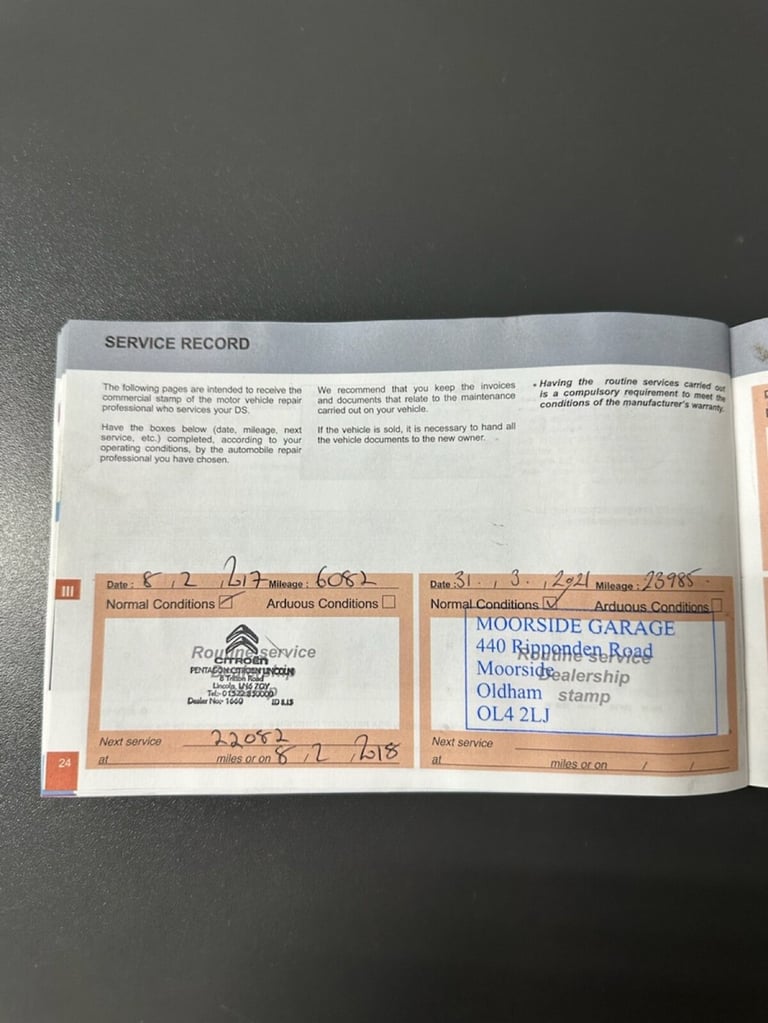 SERVICE RECORD
The following pages are intended to receive the
commercial stamp of the motor vehicle repair
professional who services your DS.
Have the boxes below (date, mileage, next
service, etc.) completed, according to your
operating conditions, by the automobile repair
professional you have chosen.
We recommend that you keep the invoices
and documents that relate to the maintenance
carried out on your vehicle.
If the vehicle is sold, it is necessary to hand all
the vehicle documents to the new owner.
• Having the routine services carried out
is a compulsory requirement to meet the
conditions of the manufacturer's warranty.
III
Date : 8 , 2 , 217 Mileage : 6082
Normal Conditions Arduous Conditions
Routine service
CITROËN
PENTAGON CITROEN LINCOLN
Lincoln, LN6 7QY
Dealer No:- 1660
Next service 22082
at miles or on 8 , 2 , 218
Date : 31 . , 3 . , 2021 Mileage : 23985 .
Normal Conditions Arduous Conditions
MOORSIDE GARAGE
440 Ripponden Road
Routine service
Moorside
Dealership
Oldham
stamp
OL4 2LJ
Next service
at miles or on / /
24